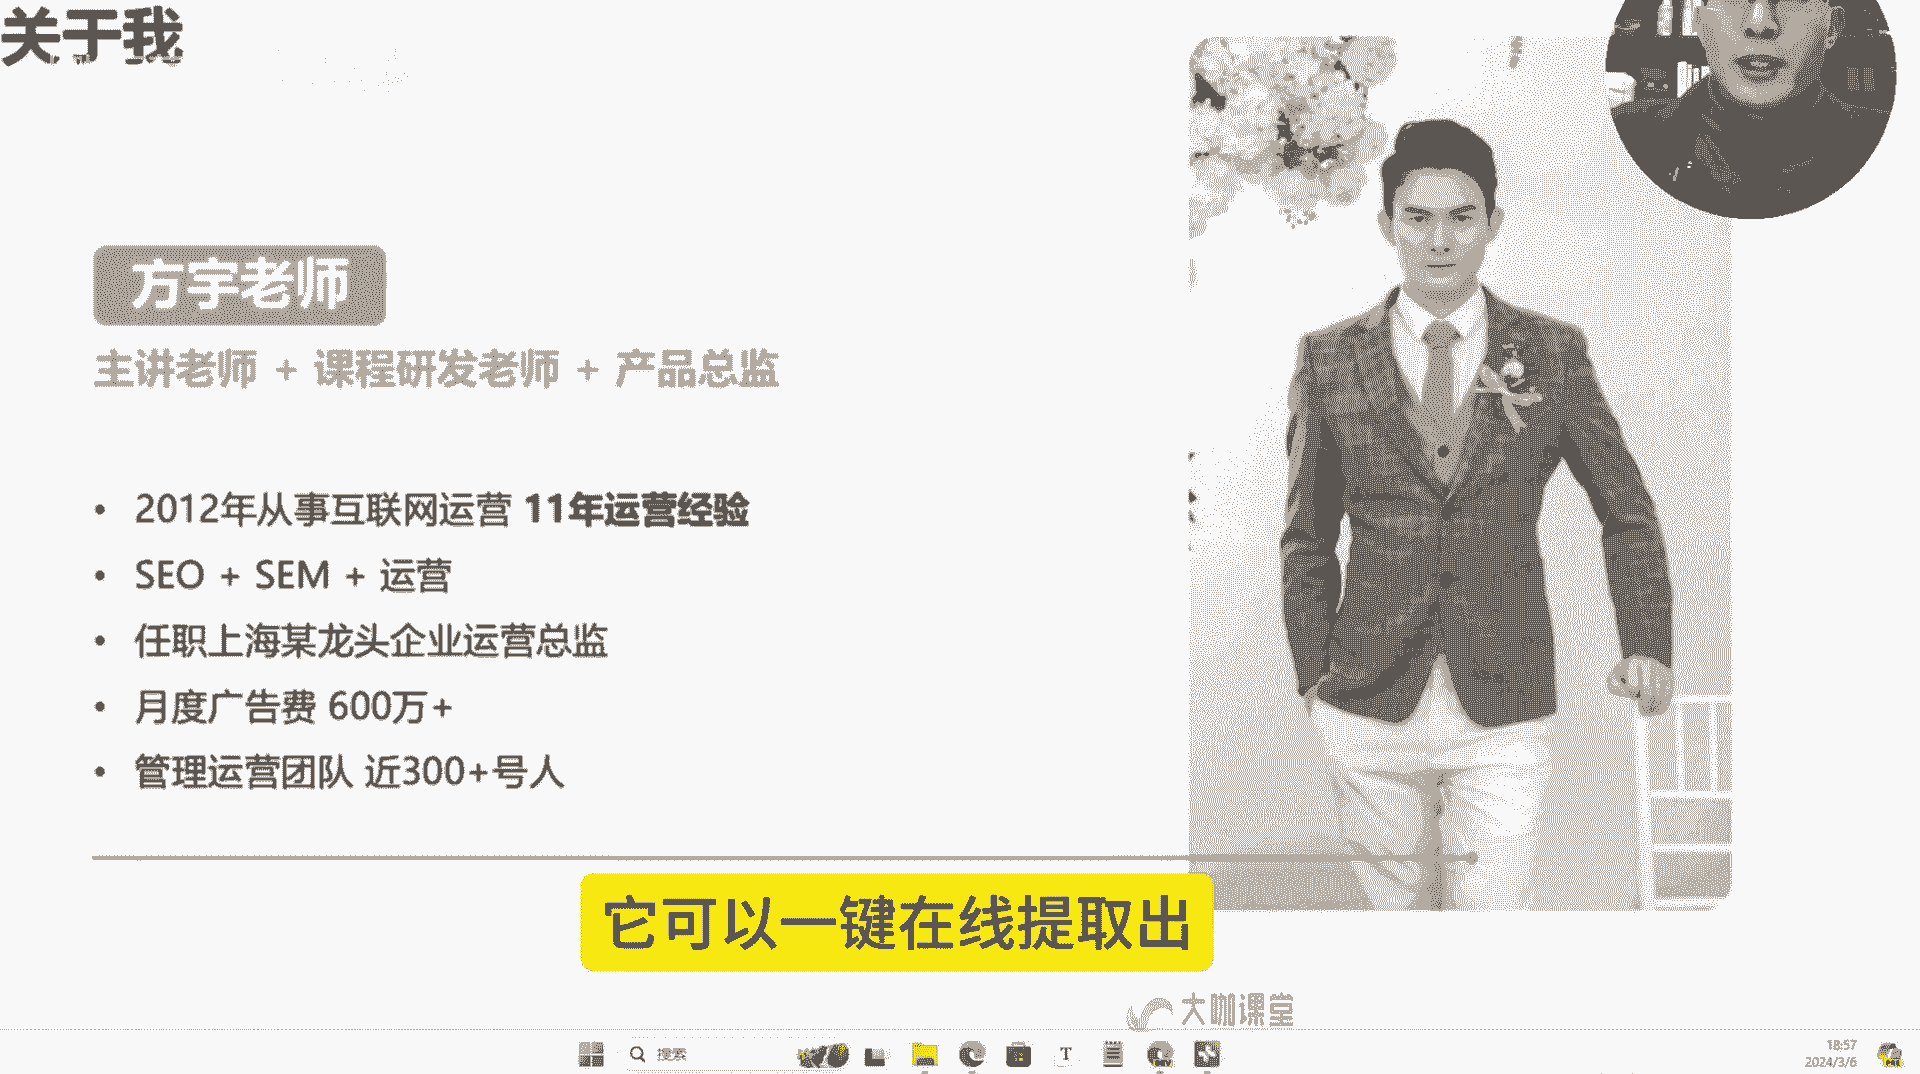 关于我
方宇老师
主讲老师 + 课程研发老师 + 产品总监
• 2012年从事互联网运营 11年运营经验
• SEO + SEM + 运营
• 任职上海某龙头企业运营总监
• 月度广告费 600万+
• 管理运营团队 近300+号人
它可以一键在线提取出
大咖课堂
搜索
18:57
2024/3/6